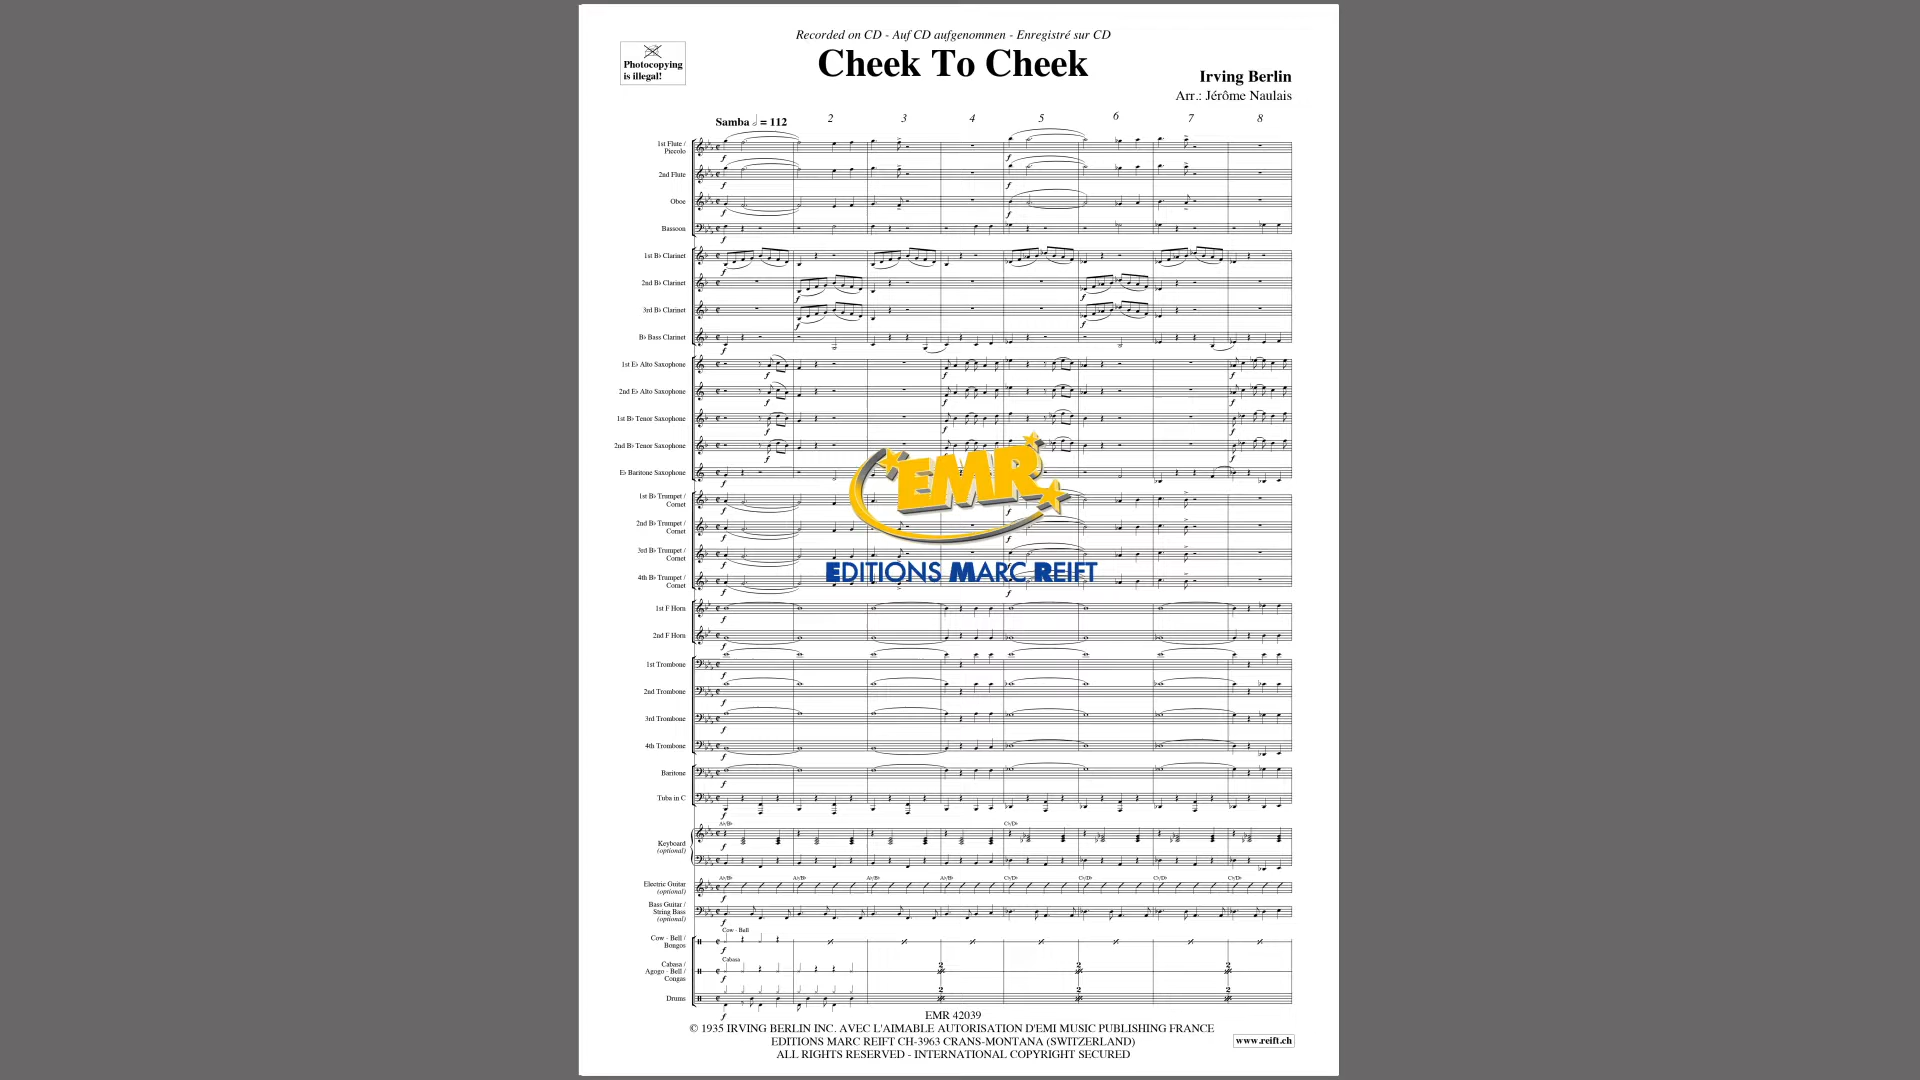 Recorded on CD - Auf CD aufgenommen - Enregistré sur CD
Photocopying
is illegal!
Cheek To Cheek
Irving Berlin
Arr.: Jérôme Naulais
Samba = 112
2 3 4 5 6 7 8
1st Flute /
Piccolo
2nd Flute
Oboe
Bassoon
1st B♭ Clarinet
2nd B♭ Clarinet
3rd B♭ Clarinet
B♭ Bass Clarinet
1st E♭ Alto Saxophone
2nd E♭ Alto Saxophone
1st B♭ Tenor Saxophone
2nd B♭ Tenor Saxophone
E♭ Baritone Saxophone
1st B♭ Trumpet /
Cornet
2nd B♭ Trumpet /
Cornet
3rd B♭ Trumpet /
Cornet
4th B♭ Trumpet /
Cornet
EMR
EDITIONS MARC REIFT
1st F Horn
2nd F Horn
1st Trombone
2nd Trombone
3rd Trombone
4th Trombone
Baritone
Tuba in C
A♭/B♭ C♭/D♭
Keyboard
(optional)
A♭/B♭ A♭/B♭ A♭/B♭ A♭/B♭ C♭/D♭ C♭/D♭ C♭/D♭ C♭/D♭
Electric Guitar
(optional)
Bass Guitar /
String Bass
(optional)
Cow - Bell
Cow - Bell /
Bongos
Cabasa
Cabasa /
Agogo - Bell /
Congas
2 2 2
Drums
2 2 2
EMR 42039
© 1935 IRVING BERLIN INC. AVEC L'AIMABLE AUTORISATION D'EMI MUSIC PUBLISHING FRANCE
EDITIONS MARC REIFT CH-3963 CRANS-MONTANA (SWITZERLAND)
ALL RIGHTS RESERVED - INTERNATIONAL COPYRIGHT SECURED
www.reift.ch